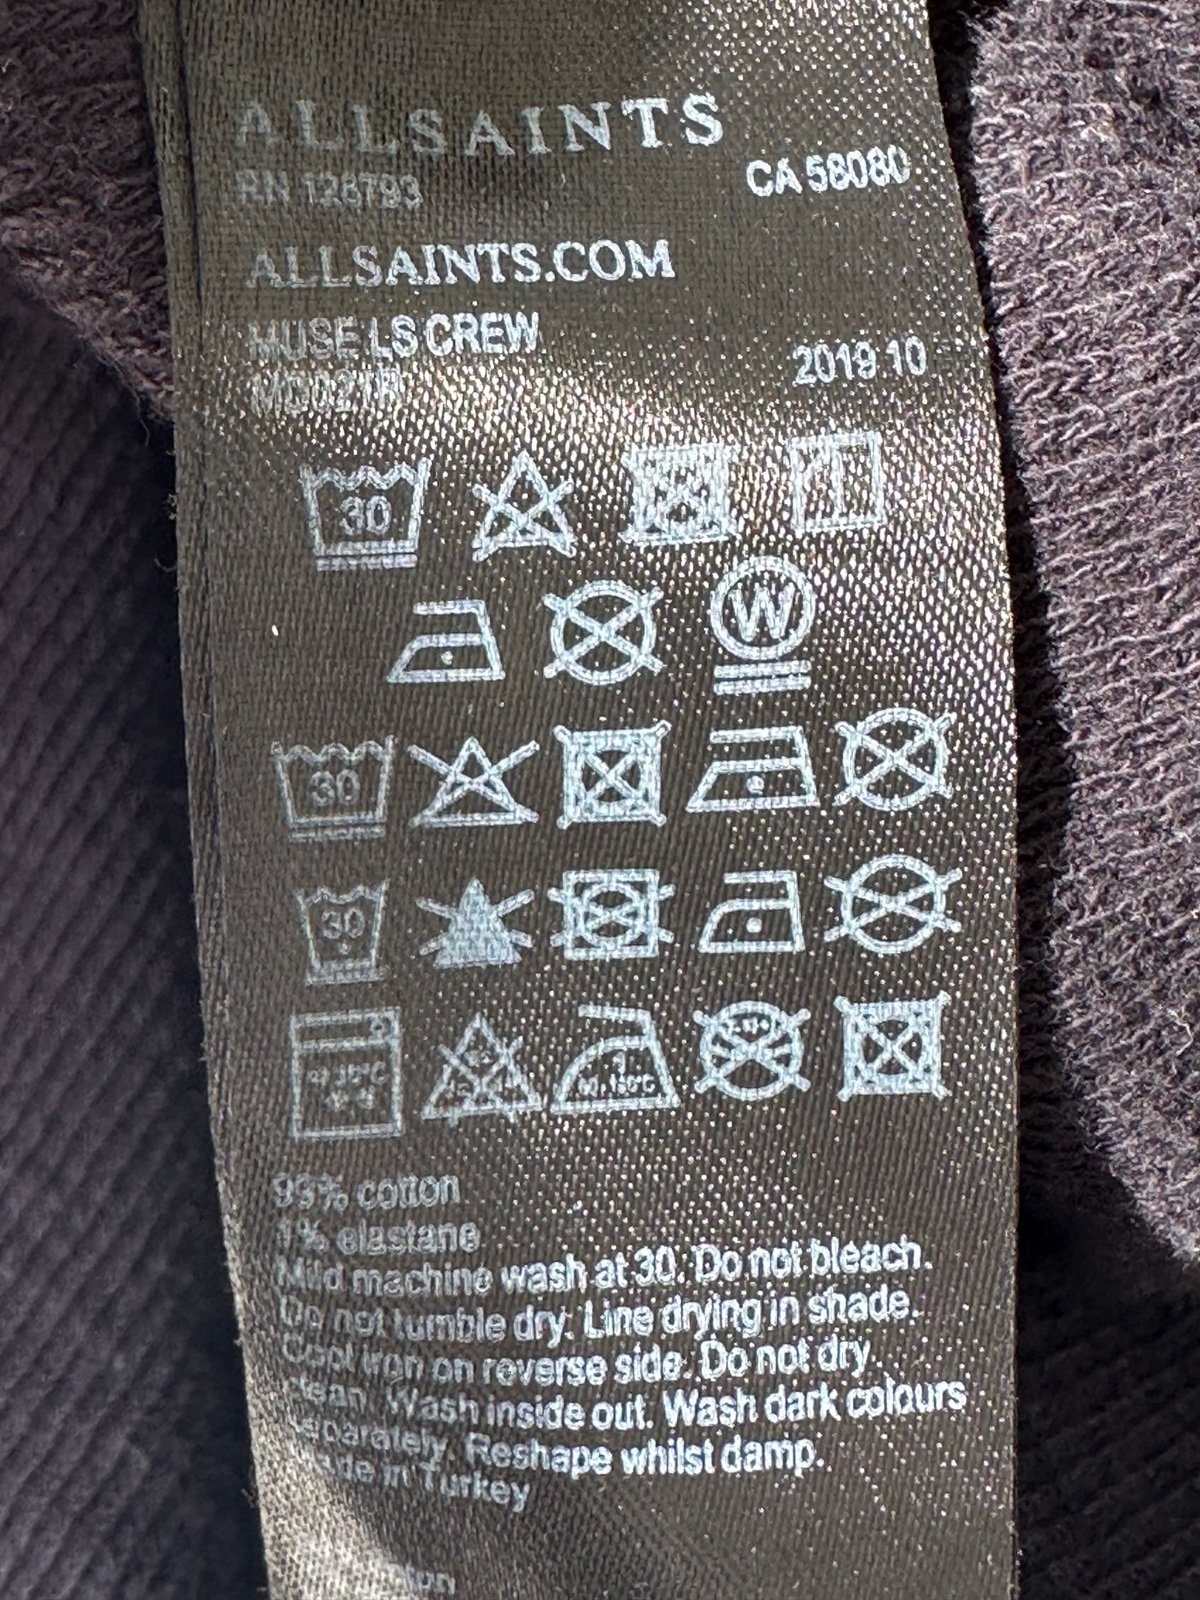 ALLSAINTS
RN 126793 CA 58080
ALLSAINTS.COM
MUSE LS CREW
2019 10
30
W
30
30
99% cotton
1% elastane
Mild machine wash at 30. Do not bleach.
Do not tumble dry. Line drying in shade.
Cool iron on reverse side. Do not dry
clean. Wash inside out. Wash dark colours
separately. Reshape whilst damp.
Made in Turkey